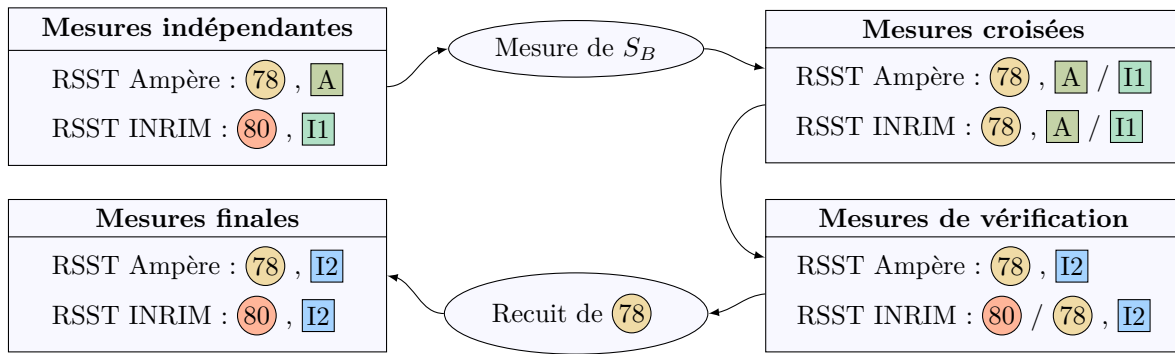 Mesures indépendantes
RSST Ampère : 78 , A
RSST INRIM : 80 , I1
Mesure de S_B
Mesures croisées
RSST Ampère : 78 , A / I1
RSST INRIM : 78 , A / I1
Mesures de vérification
RSST Ampère : 78 , I2
RSST INRIM : 80 / 78 , I2
Recuit de 78
Mesures finales
RSST Ampère : 78 , I2
RSST INRIM : 80 , I2